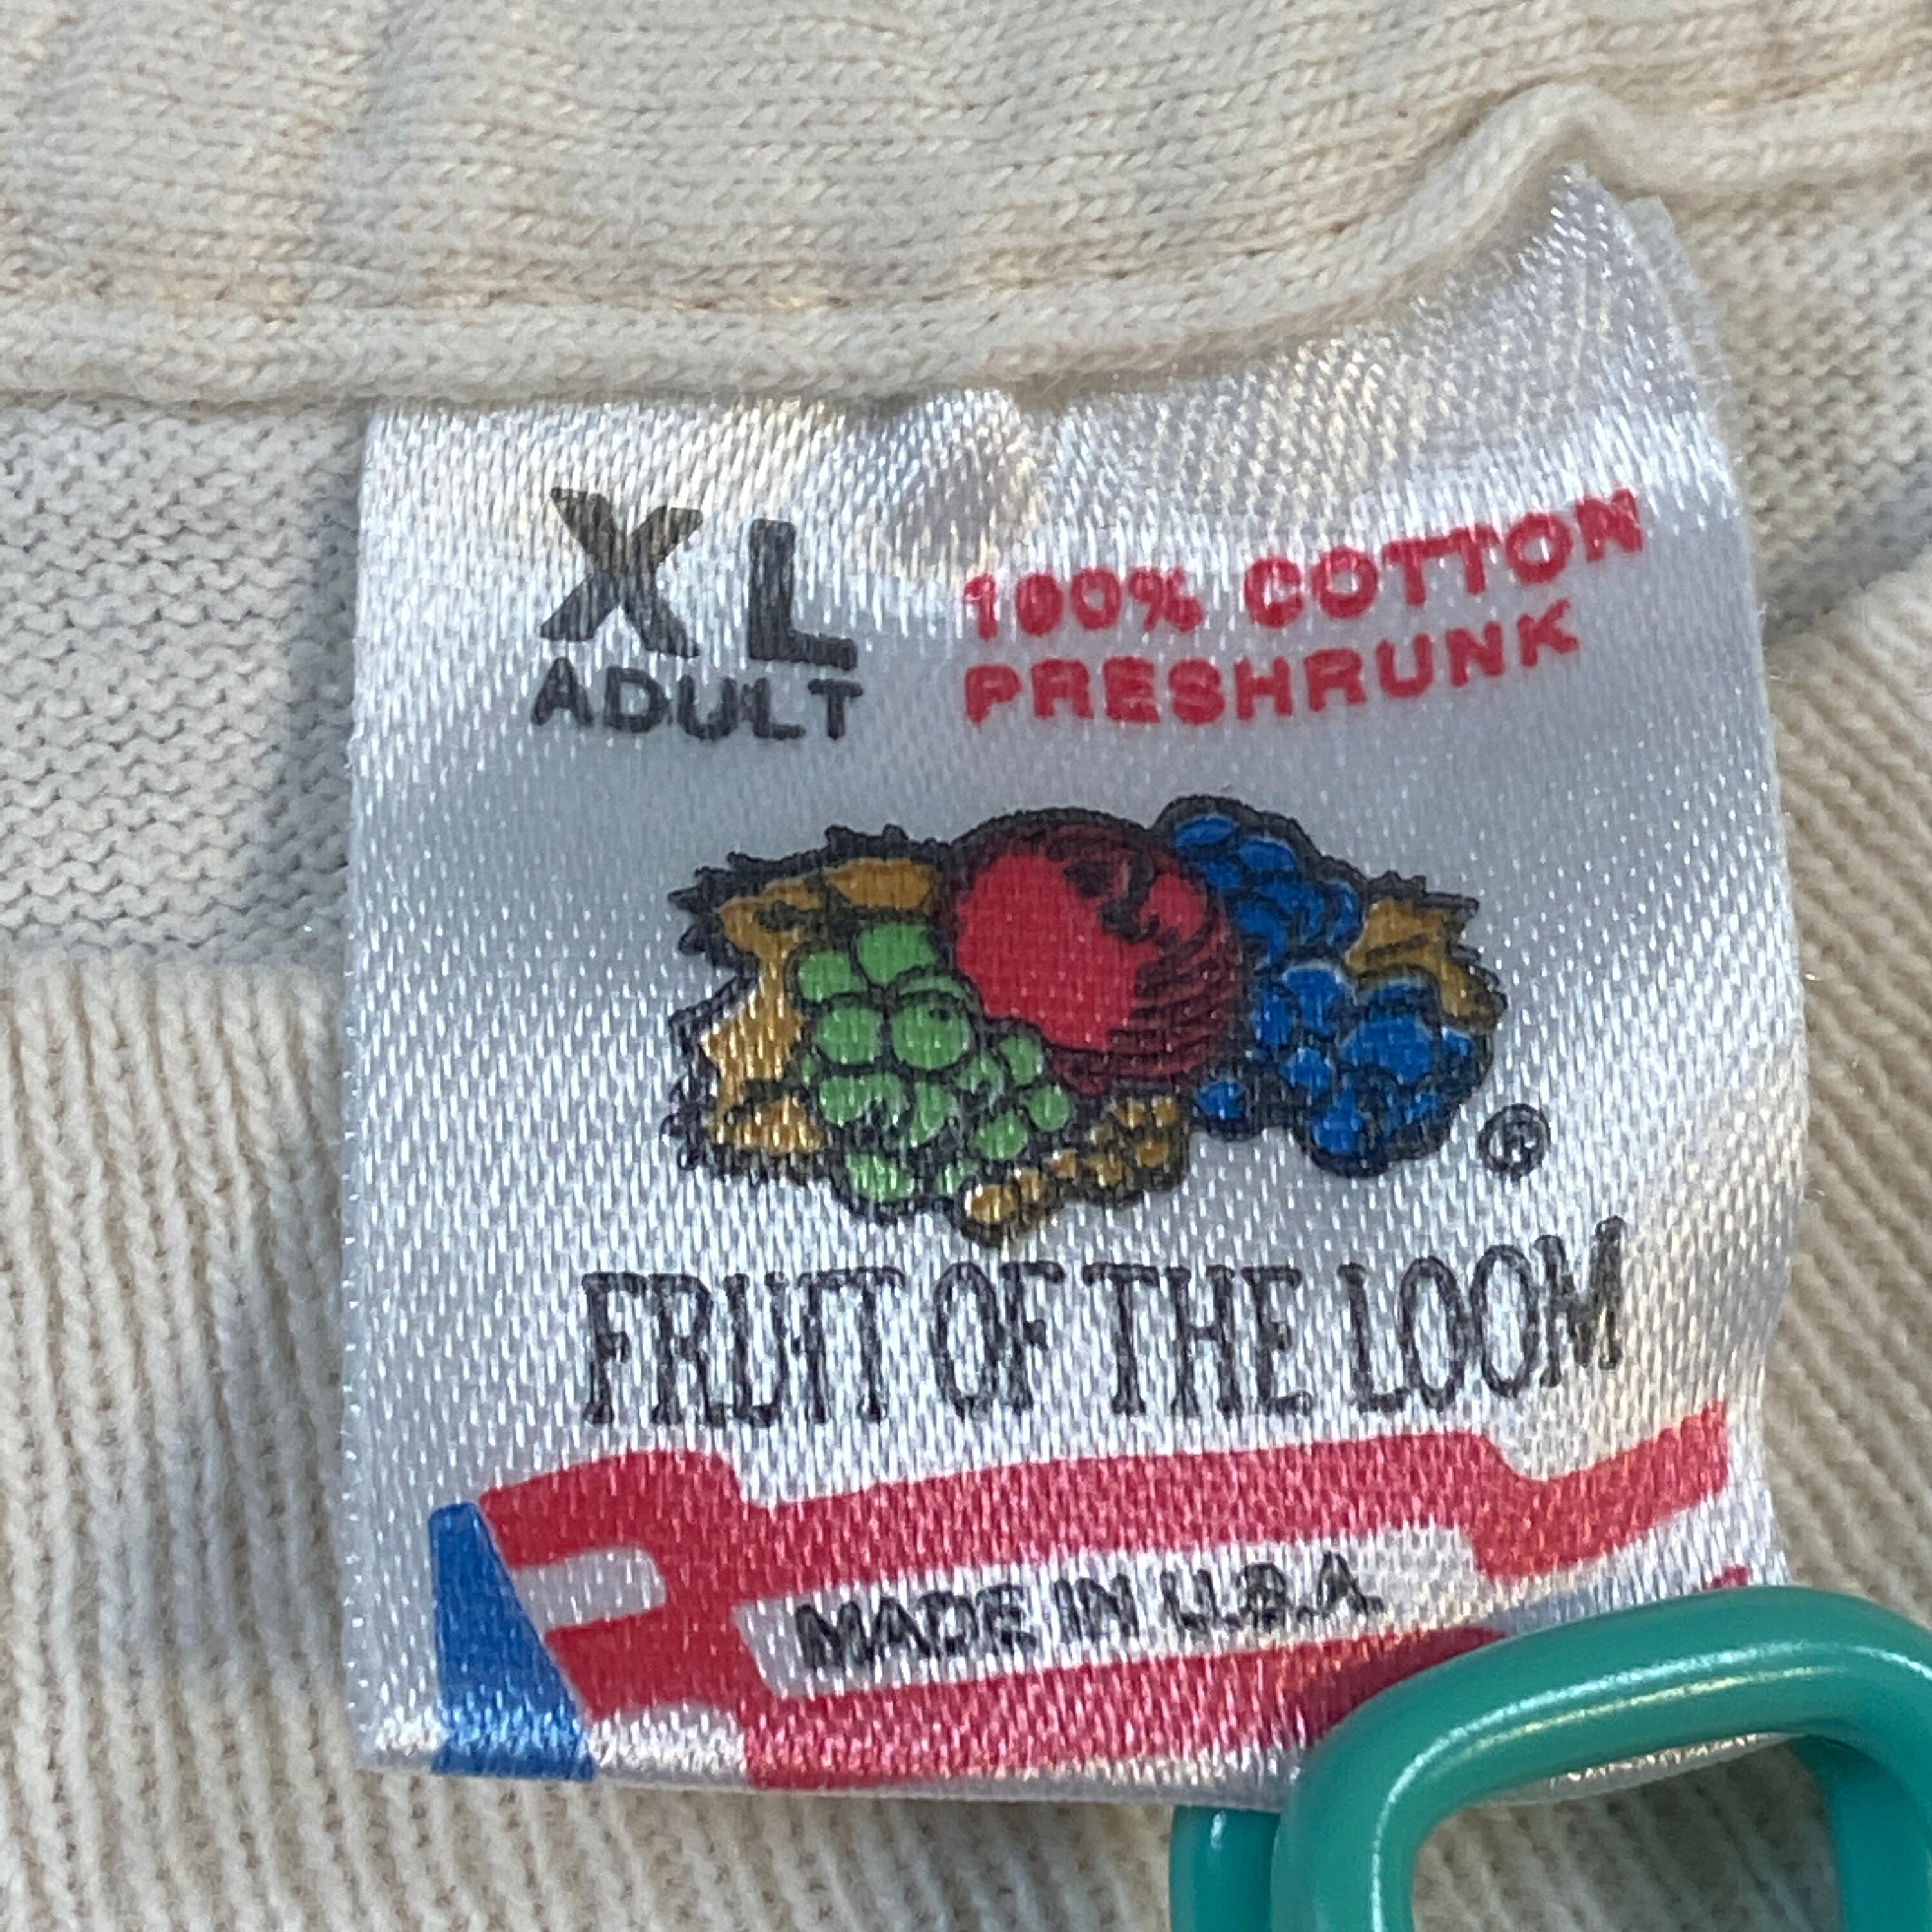 XL
ADULT
100% COTTON
PRESHRUNK
®
FRUIT OF THE LOOM
MADE IN U.S.A.